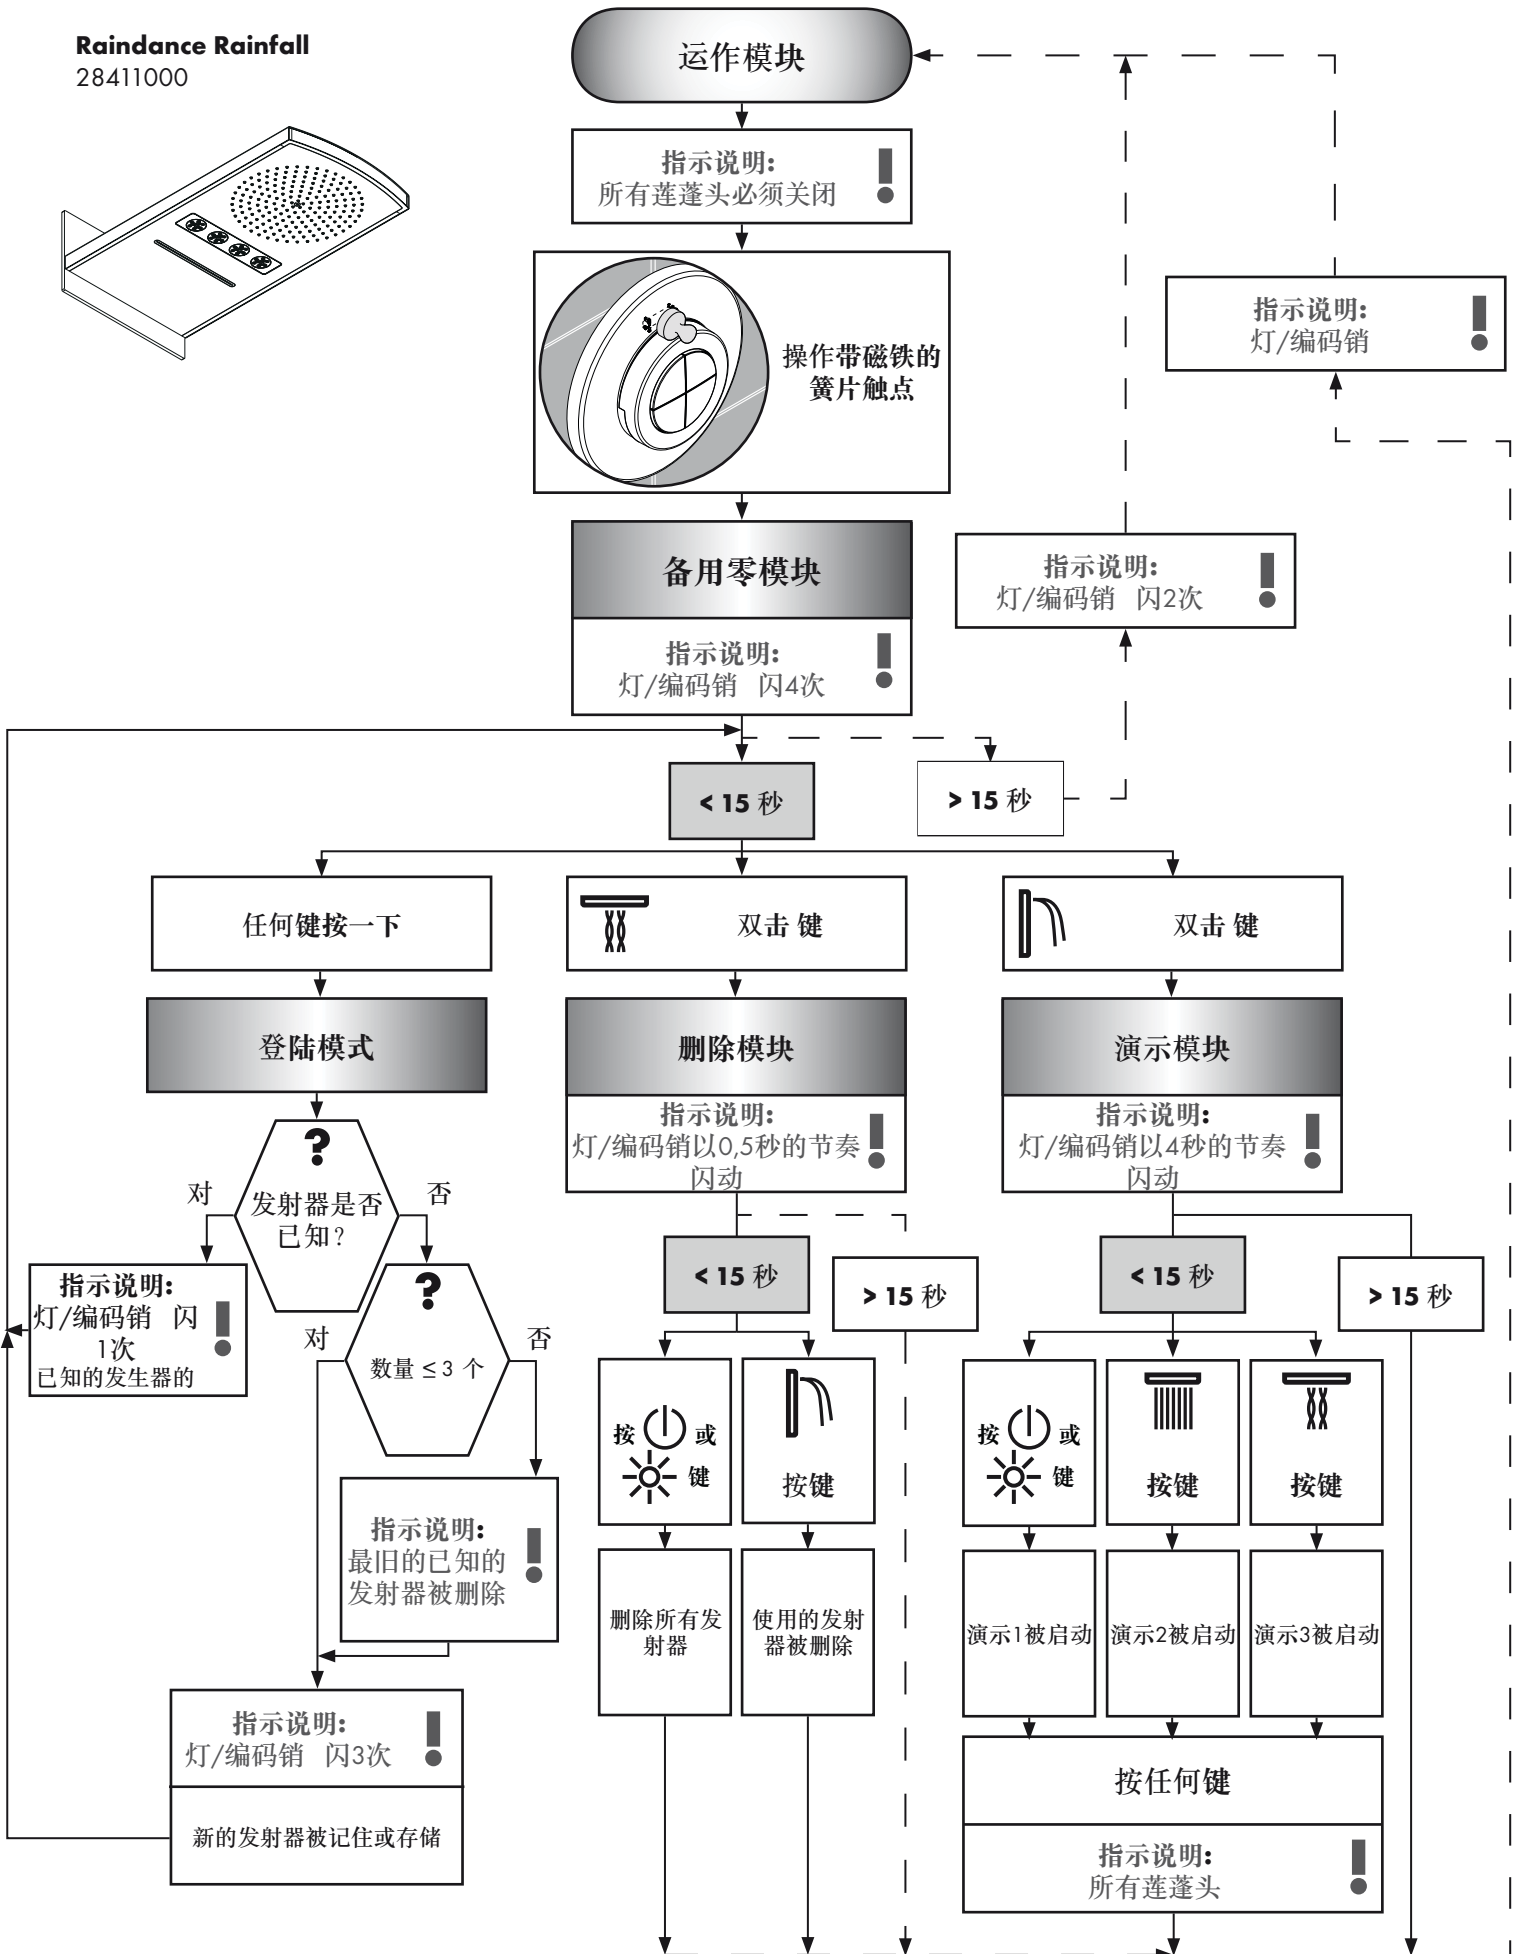 Raindance Rainfall
28411000
运作模块
指示说明:
所有莲蓬头必须关闭
操作带磁铁的
簧片触点
指示说明:
灯/编码销
备用零模块
指示说明:
灯/编码销 闪4次
指示说明:
灯/编码销 闪2次
< 15 秒
> 15 秒
任何键按一下
双击 键
双击 键
登陆模式
删除模块
指示说明:
灯/编码销以0,5秒的节奏
闪动
演示模块
指示说明:
灯/编码销以4秒的节奏
闪动
?
发射器是否
已知?
对
否
指示说明:
灯/编码销 闪
1次
已知的发生器的
?
数量 ≤ 3 个
对
否
指示说明:
最旧的已知的
发射器被删除
指示说明:
灯/编码销 闪3次
新的发射器被记住或存储
< 15 秒
> 15 秒
按 或
键
按键
删除所有发
射器
使用的发射
器被删除
< 15 秒
> 15 秒
按 或
键
按键
按键
演示1被启动
演示2被启动
演示3被启动
按任何键
指示说明:
所有莲蓬头